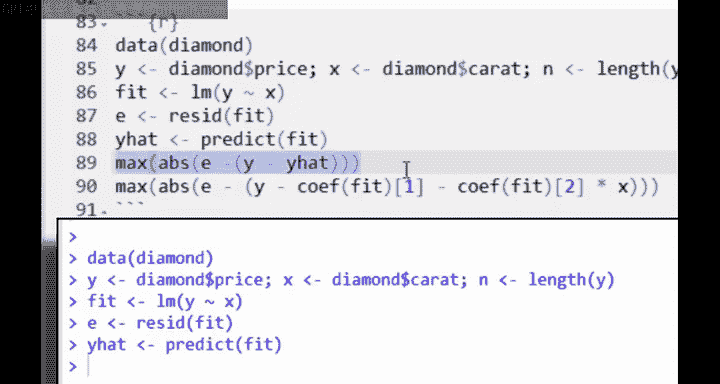 83 ```{r}
84 data(diamond)
85 y <- diamond$price; x <- diamond$carat; n <- length(y
86 fit <- lm(y ~ x)
87 e <- resid(fit)
88 yhat <- predict(fit)
89 max(abs(e -(y - yhat)))
90 max(abs(e - (y - coef(fit)[1] - coef(fit)[2] * x)))
91 ```
>
> data(diamond)
> y <- diamond$price; x <- diamond$carat; n <- length(y)
> fit <- lm(y ~ x)
> e <- resid(fit)
> yhat <- predict(fit)
>